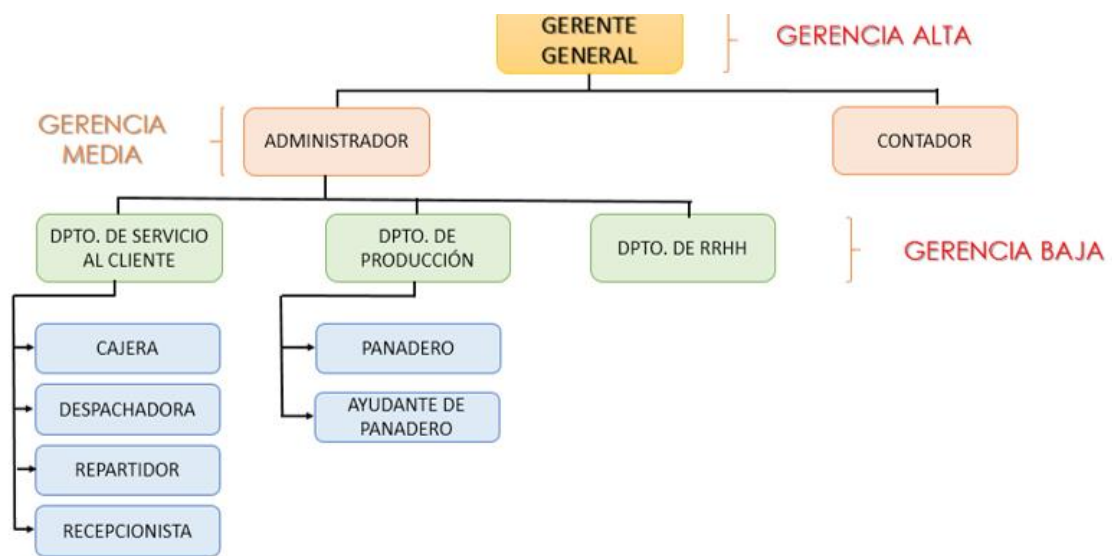 GERENTE
GENERAL
GERENCIA ALTA
GERENCIA
MEDIA
ADMINISTRADOR
CONTADOR
DPTO. DE SERVICIO
AL CLIENTE
DPTO. DE
PRODUCCIÓN
DPTO. DE RRHH
GERENCIA BAJA
CAJERA
DESPACHADORA
REPARTIDOR
RECEPCIONISTA
PANADERO
AYUDANTE DE
PANADERO